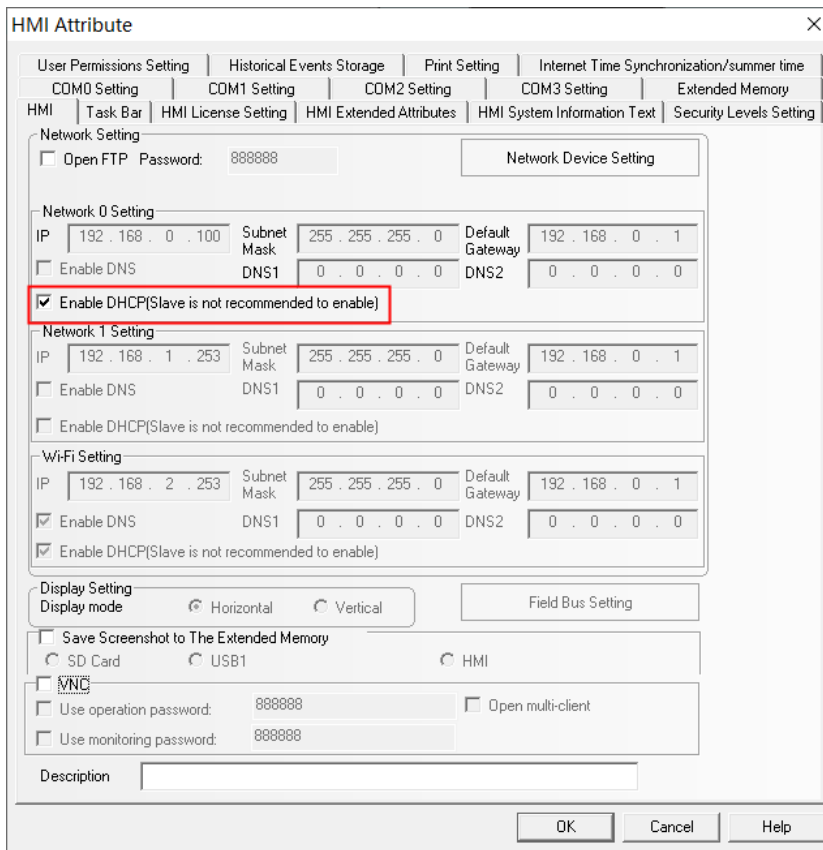 HMI Attribute
User Permissions Setting Historical Events Storage Print Setting Internet Time Synchronization/summer time
COM0 Setting COM1 Setting COM2 Setting COM3 Setting Extended Memory
HMI Task Bar HMI License Setting HMI Extended Attributes HMI System Information Text Security Levels Setting
Network Setting
Open FTP Password: 888888 Network Device Setting
Network 0 Setting
IP 192 . 168 . 0 . 100 Subnet Mask 255 . 255 . 255 . 0 Default Gateway 192 . 168 . 0 . 1
Enable DNS DNS1 0 . 0 . 0 . 0 DNS2 0 . 0 . 0 . 0
Enable DHCP(Slave is not recommended to enable)
Network 1 Setting
IP 192 . 168 . 1 . 253 Subnet Mask 255 . 255 . 255 . 0 Default Gateway 192 . 168 . 0 . 1
Enable DNS DNS1 0 . 0 . 0 . 0 DNS2 0 . 0 . 0 . 0
Enable DHCP(Slave is not recommended to enable)
Wi-Fi Setting
IP 192 . 168 . 2 . 253 Subnet Mask 255 . 255 . 255 . 0 Default Gateway 192 . 168 . 0 . 1
Enable DNS DNS1 0 . 0 . 0 . 0 DNS2 0 . 0 . 0 . 0
Enable DHCP(Slave is not recommended to enable)
Display Setting
Display mode Horizontal Vertical Field Bus Setting
Save Screenshot to The Extended Memory
SD Card USB1 HMI
VNC
Use operation password: 888888 Open multi-client
Use monitoring password: 888888
Description
OK Cancel Help